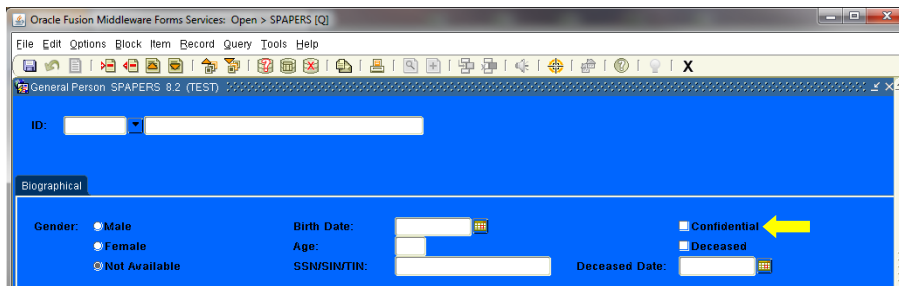 Oracle Fusion Middleware Forms Services: Open > SPAPERS [Q]
File Edit Options Block Item Record Query Tools Help
X
General Person SPAPERS 8.2 (TEST)
ID:
Biographical
Gender: Male Birth Date: Confidential
Female Age: Deceased
Not Available SSN/SIN/TIN: Deceased Date: